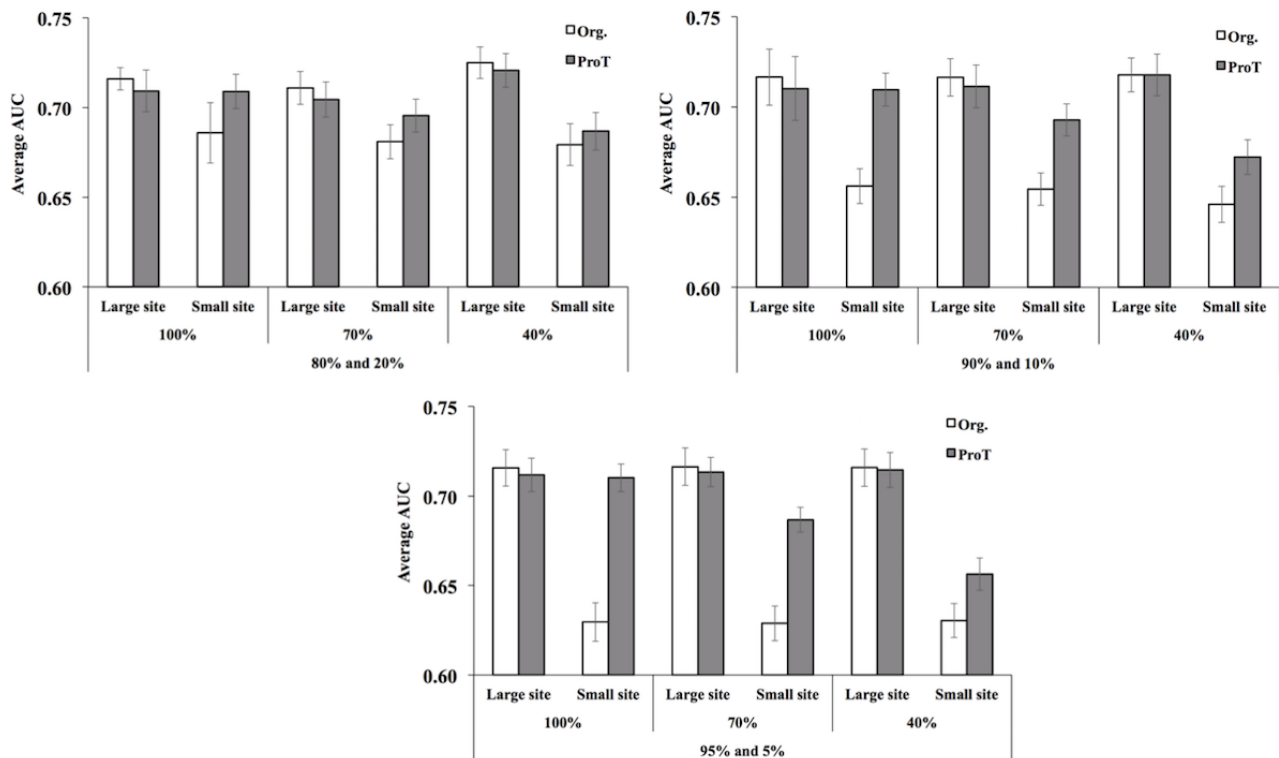 0.75
0.70
0.65
0.60
Average AUC
Org.
ProT
Large site Small site Large site Small site Large site Small site
100% 70% 40%
80% and 20%
0.75
0.70
0.65
0.60
Average AUC
Org.
ProT
Large site Small site Large site Small site Large site Small site
100% 70% 40%
90% and 10%
0.75
0.70
0.65
0.60
Average AUC
Org.
ProT
Large site Small site Large site Small site Large site Small site
100% 70% 40%
95% and 5%